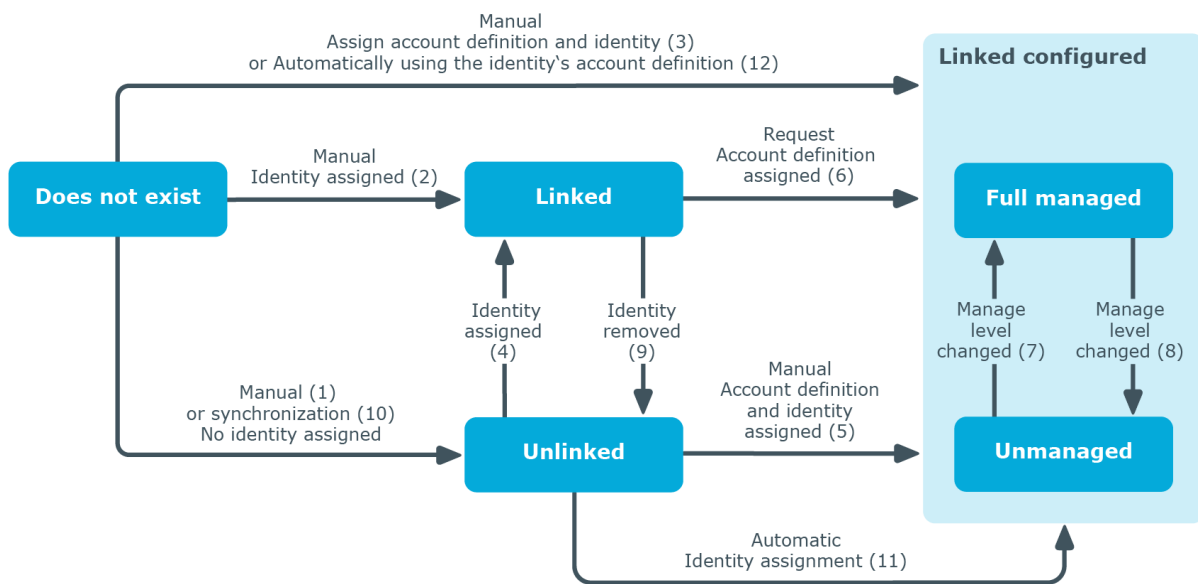 Manual
Assign account definition and identity (3)
or Automatically using the identity‘s account definition (12)
Linked configured
Manual
Identity assigned (2)
Request
Account definition
assigned (6)
Does not exist
Linked
Full managed
Identity
assigned
(4)
Identity
removed
(9)
Manage
level
changed (7)
Manage
level
changed (8)
Manual (1)
or synchronization (10)
No identity assigned
Manual
Account definition
and identity
assigned (5)
Unlinked
Unmanaged
Automatic
Identity assignment (11)